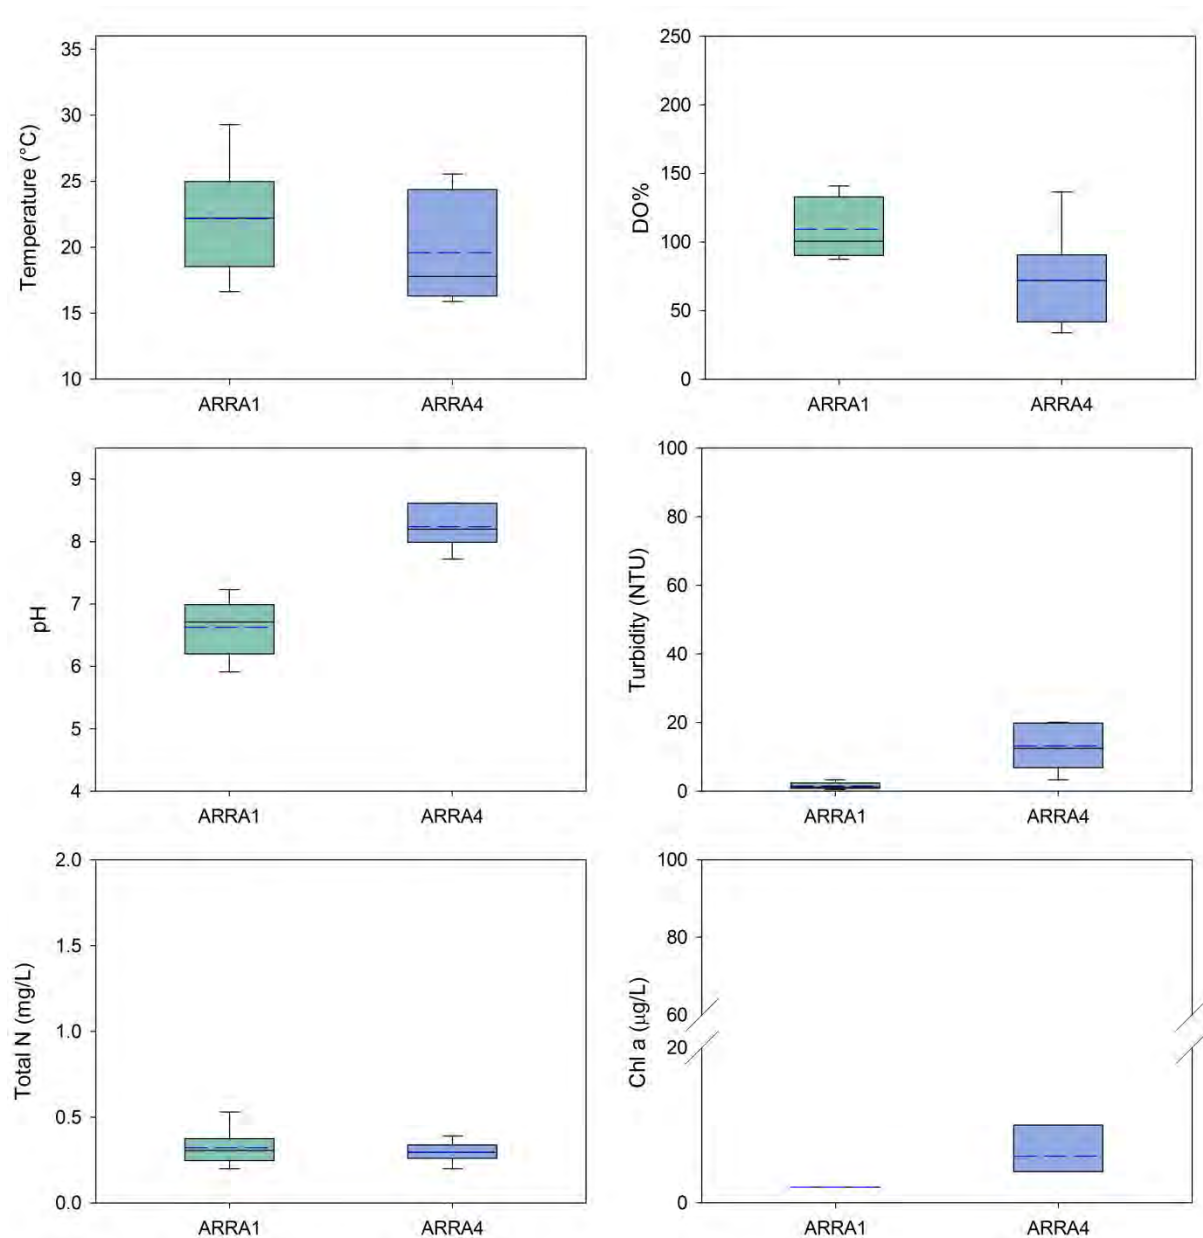 Temperature (°C)
35
30
25
20
15
10
ARRA1 ARRA4
DO%
250
200
150
100
50
0
ARRA1 ARRA4
pH
9
8
7
6
5
4
ARRA1 ARRA4
Turbidity (NTU)
100
80
60
40
20
0
ARRA1 ARRA4
Total N (mg/L)
2.0
1.5
1.0
0.5
0.0
ARRA1 ARRA4
Chl a (µg/L)
100
80
60
20
0
ARRA1 ARRA4